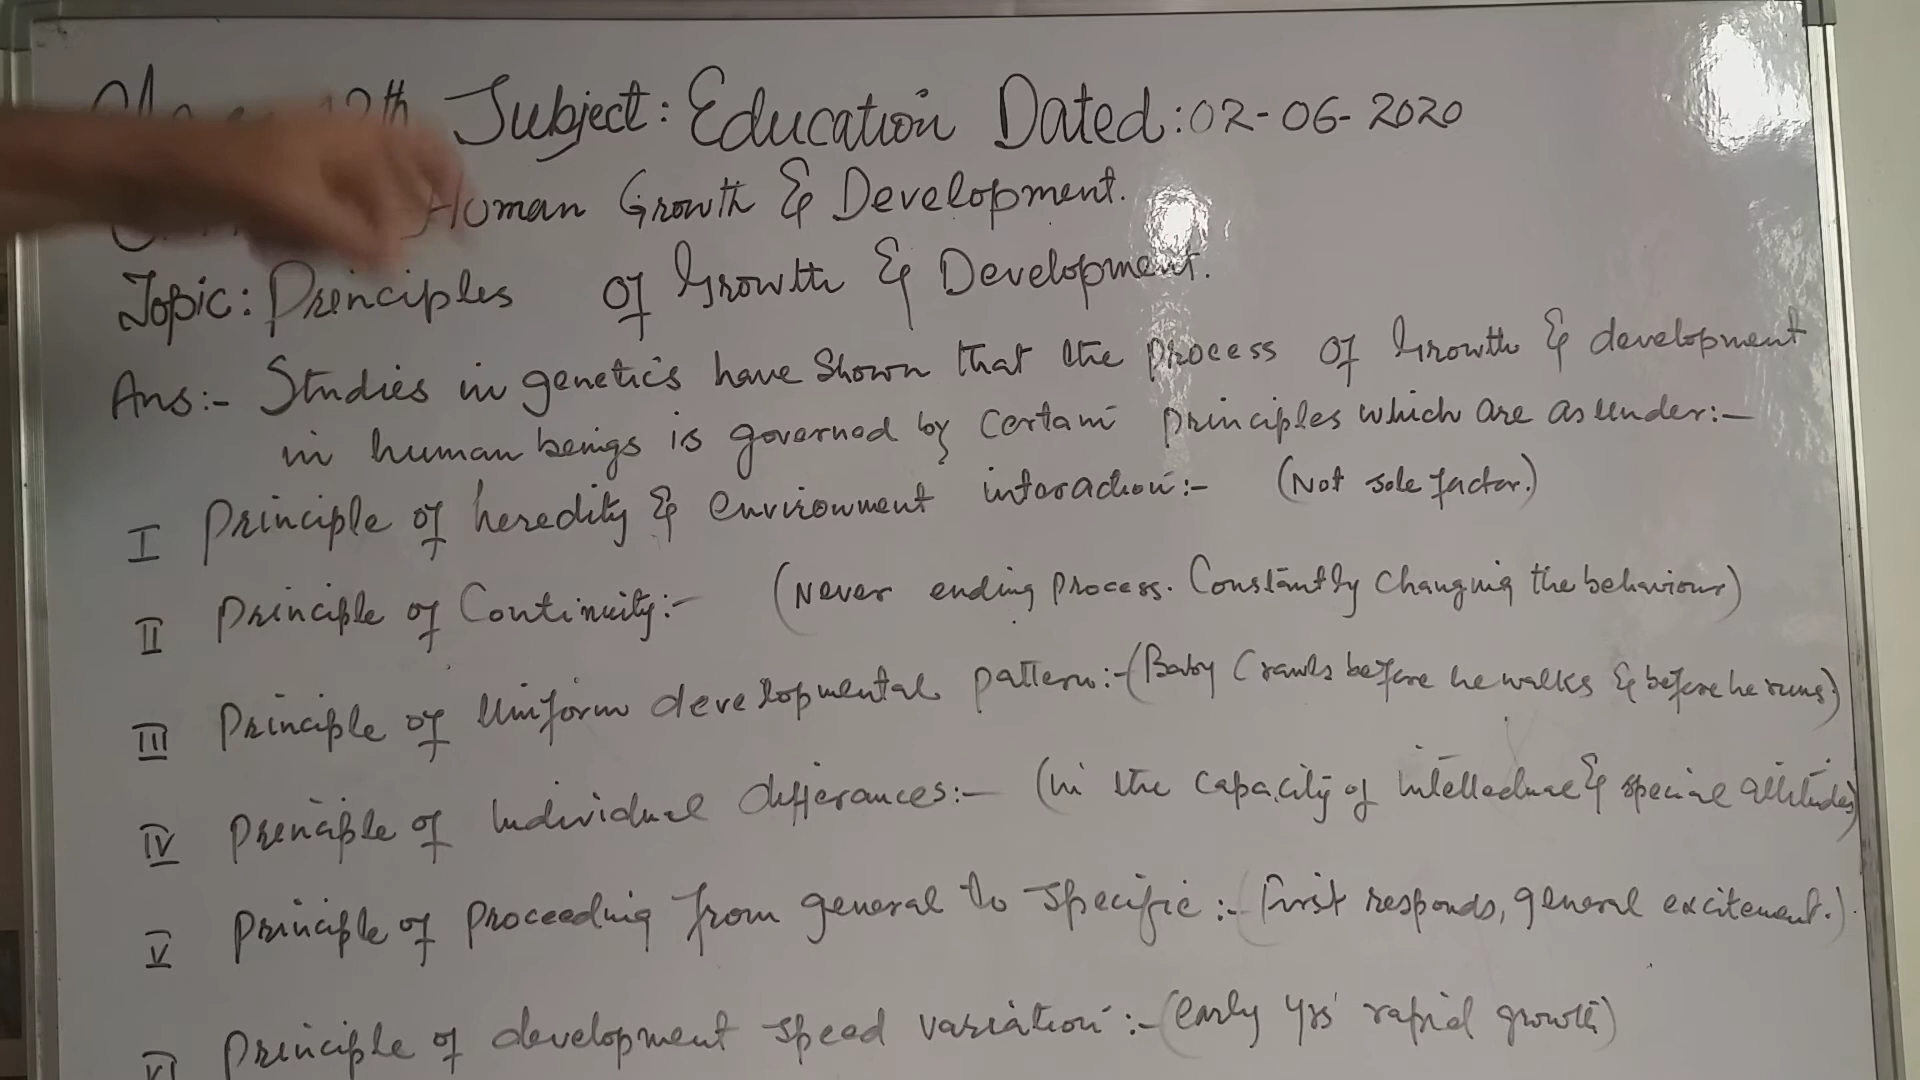 12th Subject: Education Dated: 02-06-2020
Human Growth & Development.
Topic: Principles of Growth & Development.
Ans:- Studies in genetics have shown that the process of Growth & development
in human beings is governed by certain principles which are as under:-
I Principle of heredity & environment interaction:- (Not sole factor.)
II Principle of Continuity:- (Never ending process. Constantly changing the behaviour)
III Principle of Uniform developmental pattern:- (Baby Crawls before he walks & before he runs)
IV Principle of Individual differances:- (In the capacity of intellectual & special
V Principle of proceeding from general to specific:- (First responds, general excitement.)
VI Principle of development speed variation:- (early yrs' rapid growth)